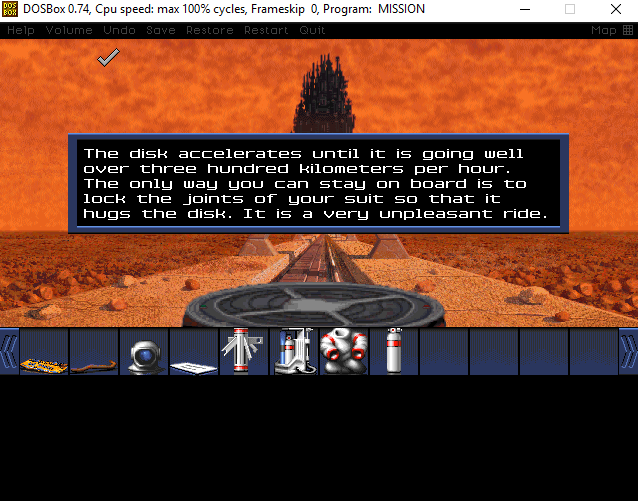 DOS
BOX
DOSBox 0.74, Cpu speed: max 100% cycles, Frameskip 0, Program: MISSION
Help Volume Undo Save Restore Restart Quit Map
The disk accelerates until it is going well
over three hundred kilometers per hour.
The only way you can stay on board is to
lock the joints of your suit so that it
hugs the disk. It is a very unpleasant ride.